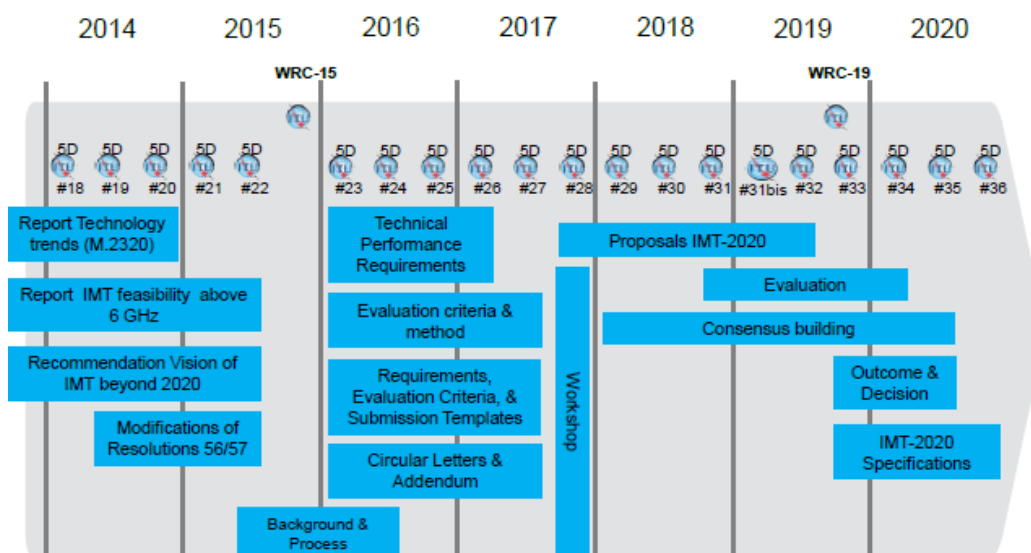 2014 2015 2016 2017 2018 2019 2020
WRC-15 WRC-19
5D 5D 5D 5D 5D 5D 5D 5D 5D 5D 5D 5D 5D 5D 5D 5D 5D 5D 5D 5D
#18 #19 #20 #21 #22 #23 #24 #25 #26 #27 #28 #29 #30 #31 #31bis #32 #33 #34 #35 #36
Report Technology
trends (M.2320)
Technical
Performance
Requirements
Proposals IMT-2020
Report IMT feasibility above
6 GHz
Evaluation criteria &
method
Evaluation
Consensus building
Recommendation Vision of
IMT beyond 2020
Requirements,
Evaluation Criteria, &
Submission Templates
Workshop
Outcome &
Decision
Modifications of
Resolutions 56/57
Circular Letters &
Addendum
IMT-2020
Specifications
Background &
Process